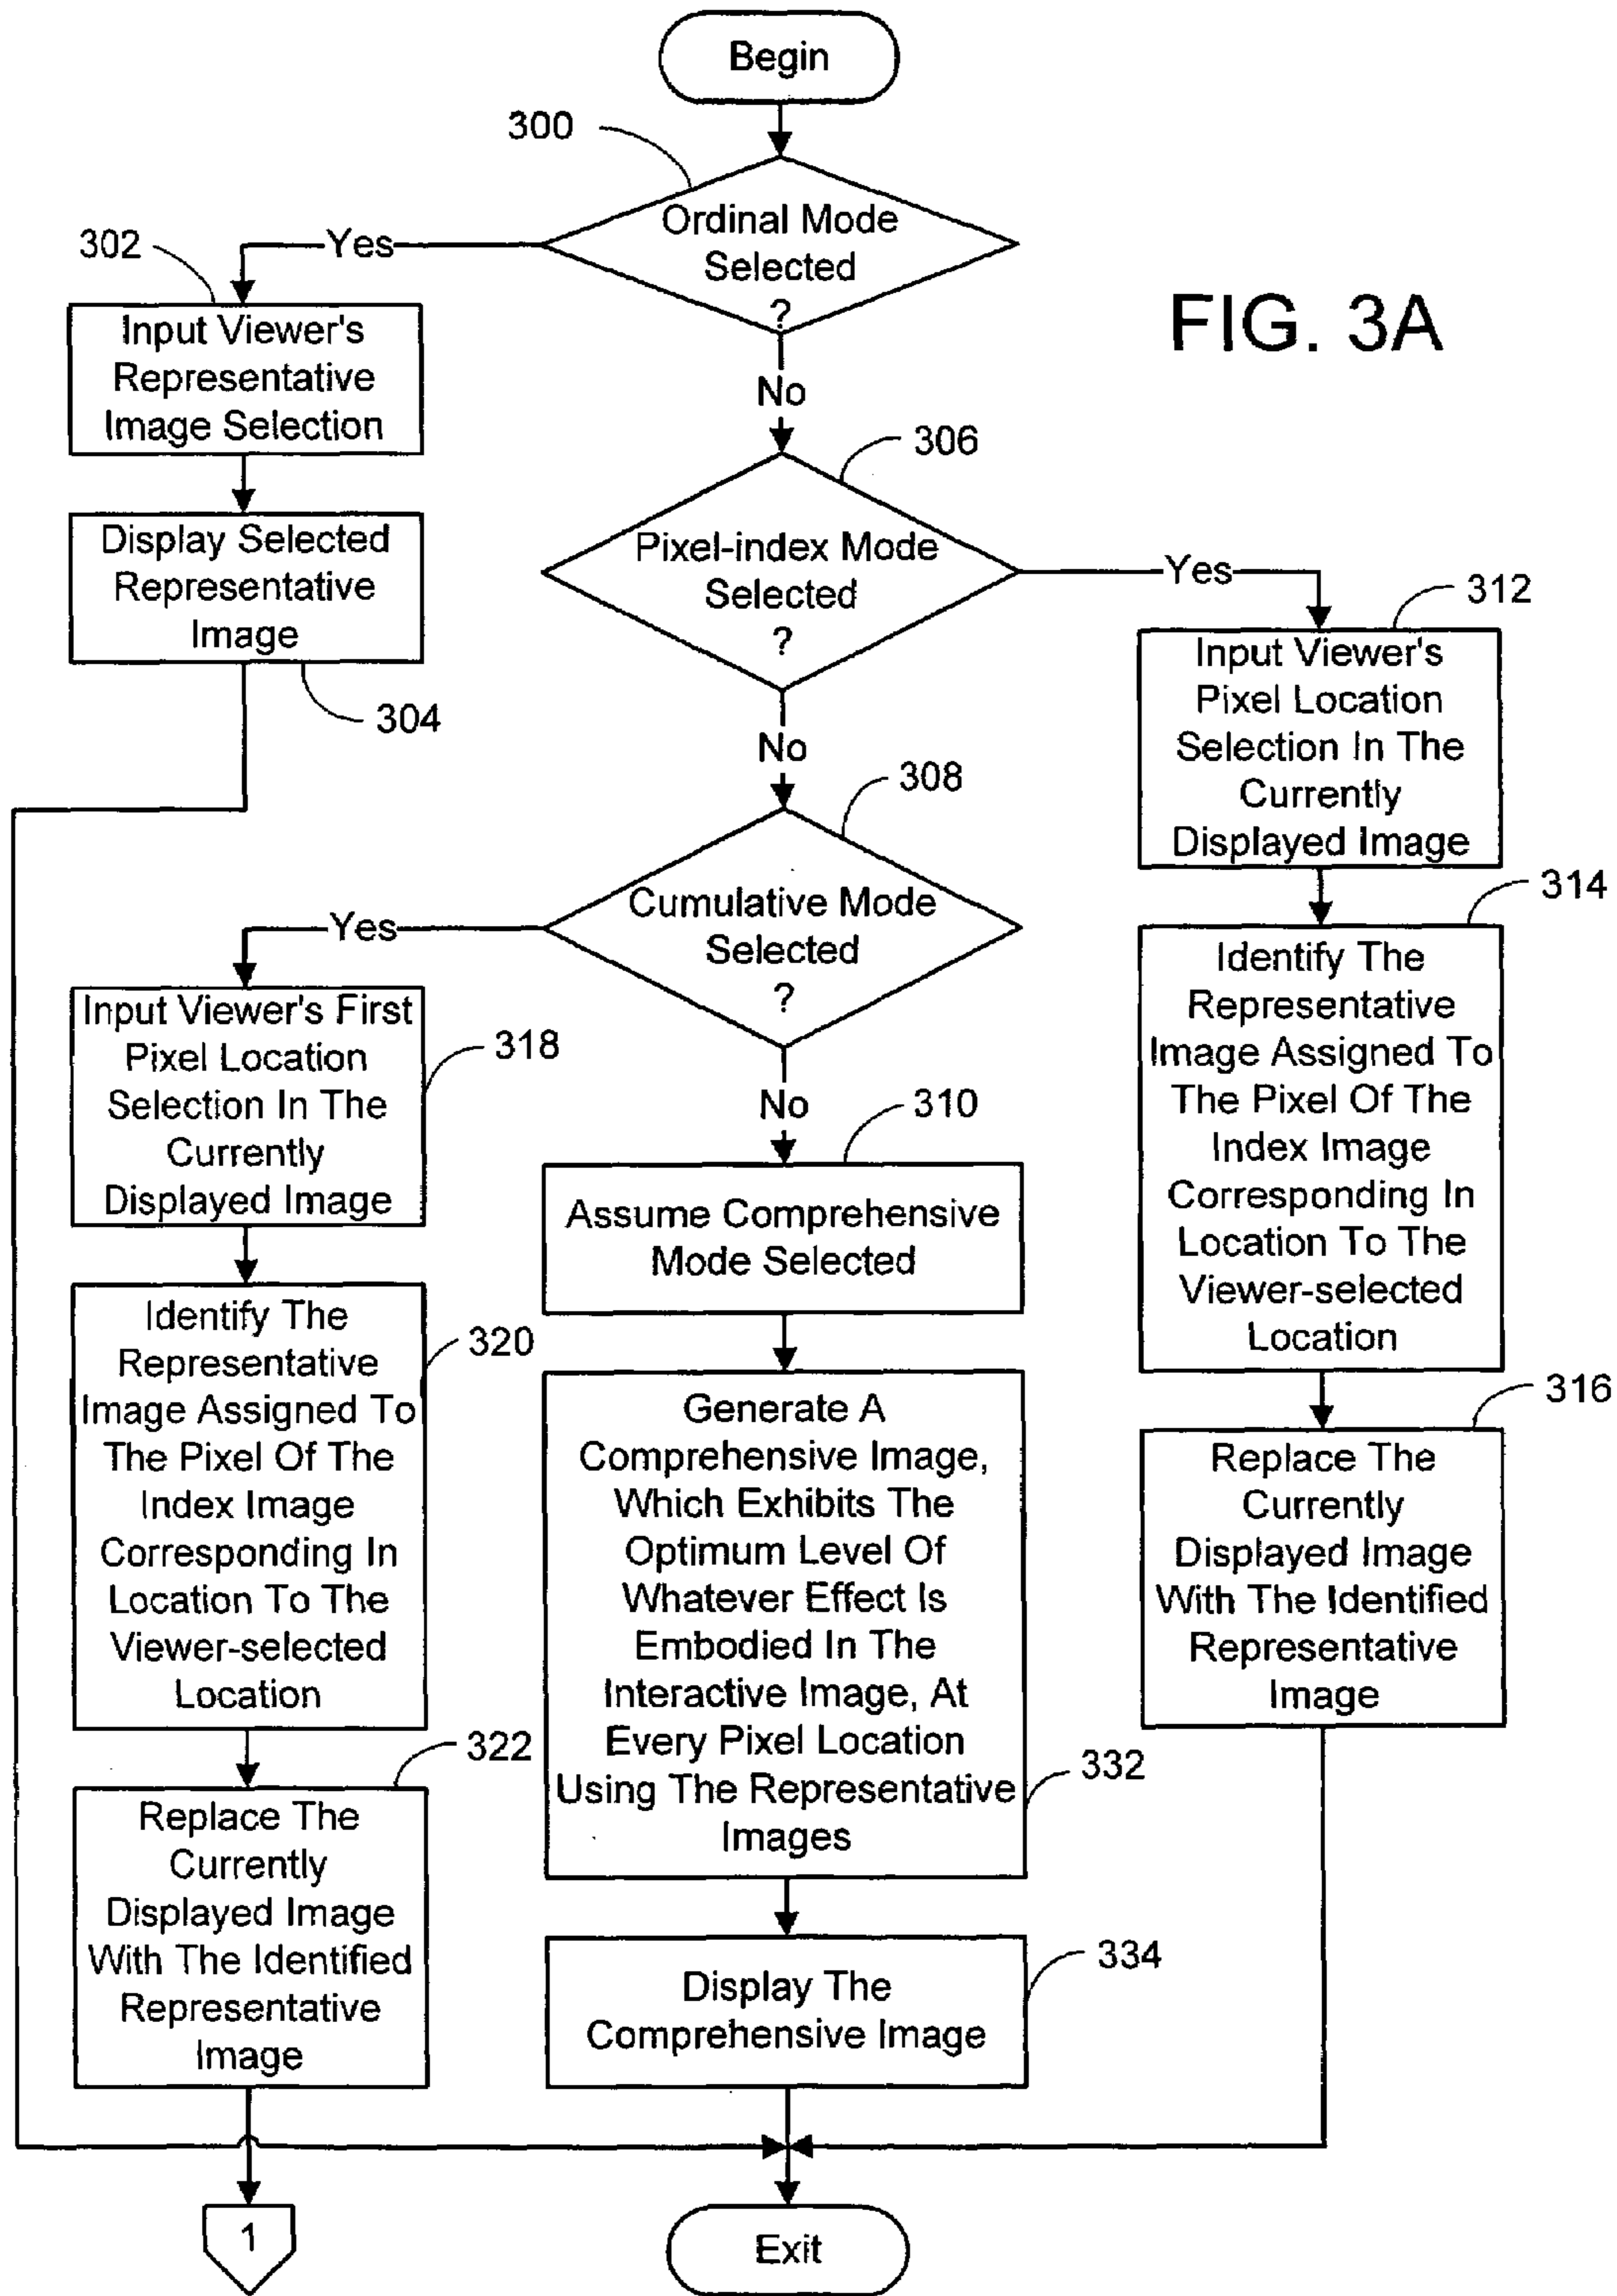 Begin
300
Ordinal Mode
Selected
?
FIG. 3A
Yes
302
Input Viewer's
Representative
Image Selection
No
Display Selected
Representative
Image
304
306
Pixel-index Mode
Selected
?
Yes
312
Input Viewer's
Pixel Location
Selection In The
Currently
Displayed Image
No
308
Cumulative Mode
Selected
?
314
Identify The
Representative
Image Assigned To
The Pixel Of The
Index Image
Corresponding In
Location To The
Viewer-selected
Location
Yes
Input Viewer's First
Pixel Location
Selection In The
Currently
Displayed Image
318
No
310
Assume Comprehensive
Mode Selected
Identify The
Representative
Image Assigned To
The Pixel Of The
Index Image
Corresponding In
Location To The
Viewer-selected
Location
320
Generate A
Comprehensive Image,
Which Exhibits The
Optimum Level Of
Whatever Effect Is
Embodied In The
Interactive Image, At
Every Pixel Location
Using The Representative
Images
332
316
Replace The
Currently
Displayed Image
With The Identified
Representative
Image
322
Replace The
Currently
Displayed Image
With The Identified
Representative
Image
Display The
Comprehensive Image
334
1
Exit